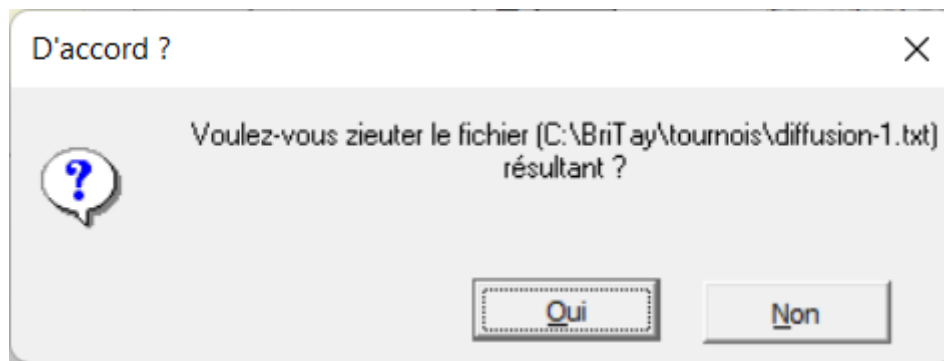 D'accord ?
Voulez-vous zieuter le fichier (C:\BriTay\tournois\diffusion-1.txt)
résultant ?
?
Oui
Non